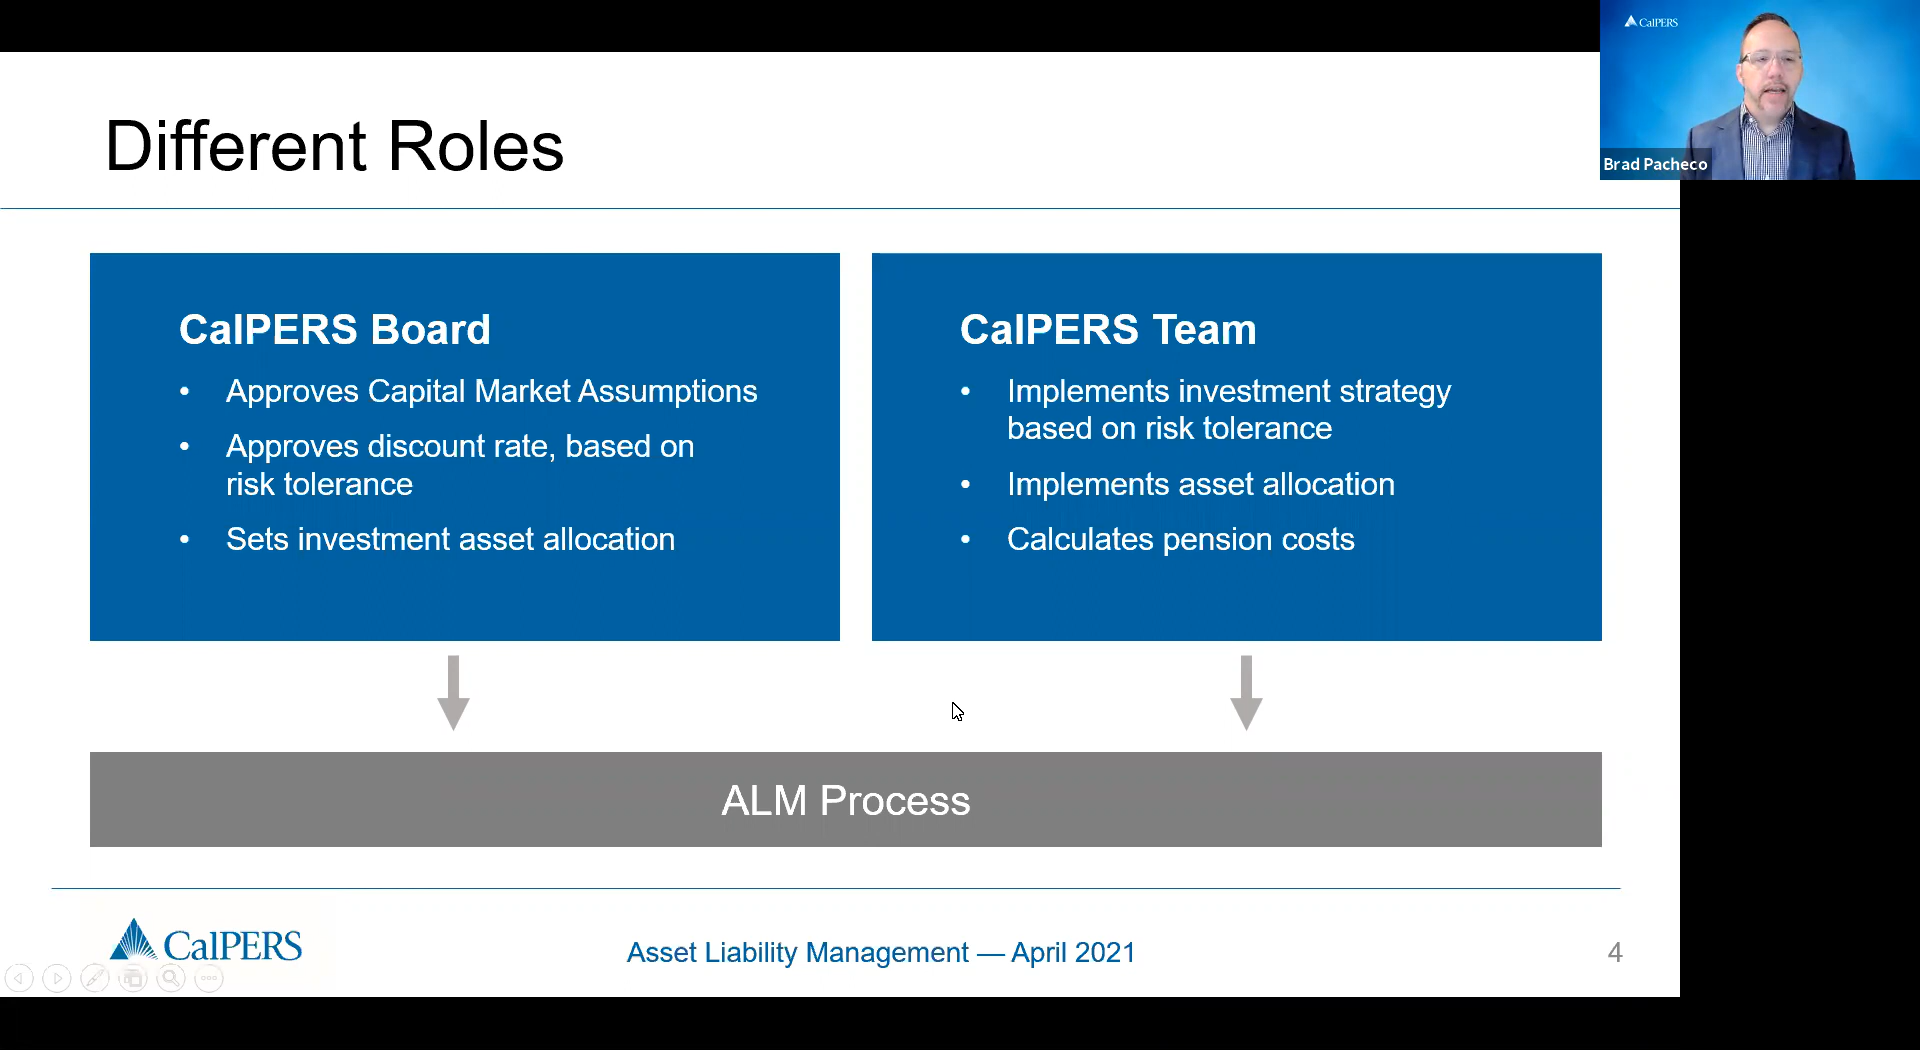 CalPERS
Brad Pacheco
Different Roles
CalPERS Board
• Approves Capital Market Assumptions
• Approves discount rate, based on
risk tolerance
• Sets investment asset allocation
CalPERS Team
• Implements investment strategy
based on risk tolerance
• Implements asset allocation
• Calculates pension costs
ALM Process
CalPERS
Asset Liability Management — April 2021
4